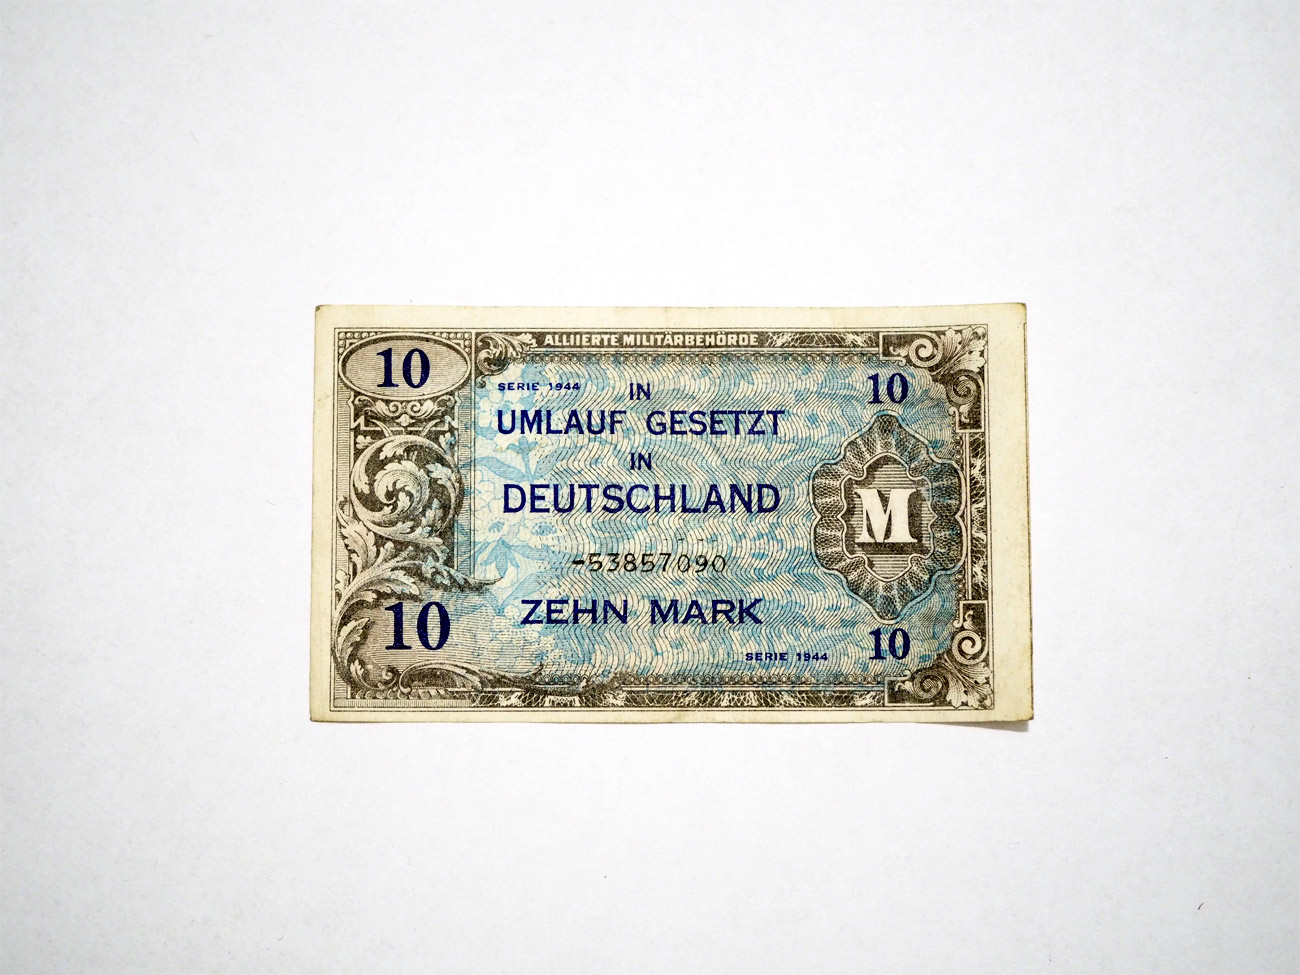 ALLIIERTE MILITÄRBEHÖRDE
10
10
SERIE 1944
IN
UMLAUF GESETZT
IN
DEUTSCHLAND
M
-53857090
ZEHN MARK
10
10
SERIE 1944